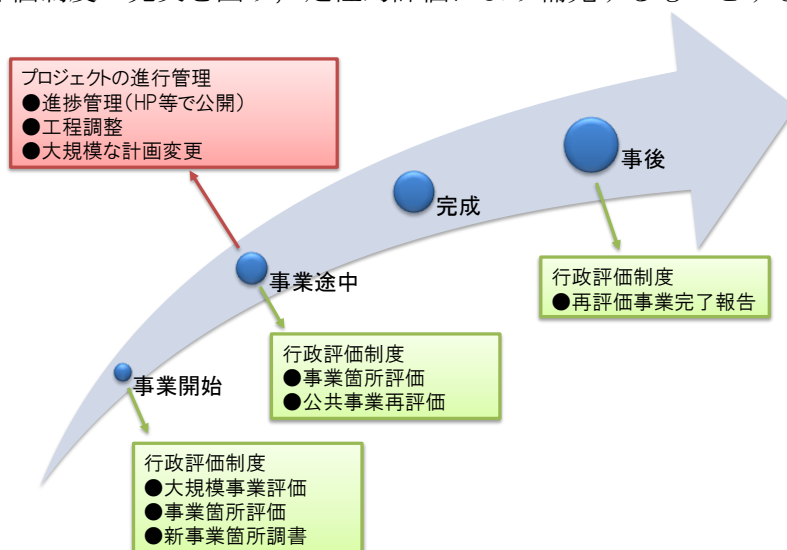 プロジェクトの進行管理
●進捗管理(HP等で公開)
●工程調整
●大規模な計画変更
事後
完成
事業途中
事業開始
行政評価制度
●再評価事業完了報告
行政評価制度
●事業箇所評価
●公共事業再評価
行政評価制度
●大規模事業評価
●事業箇所評価
●新事業箇所調書